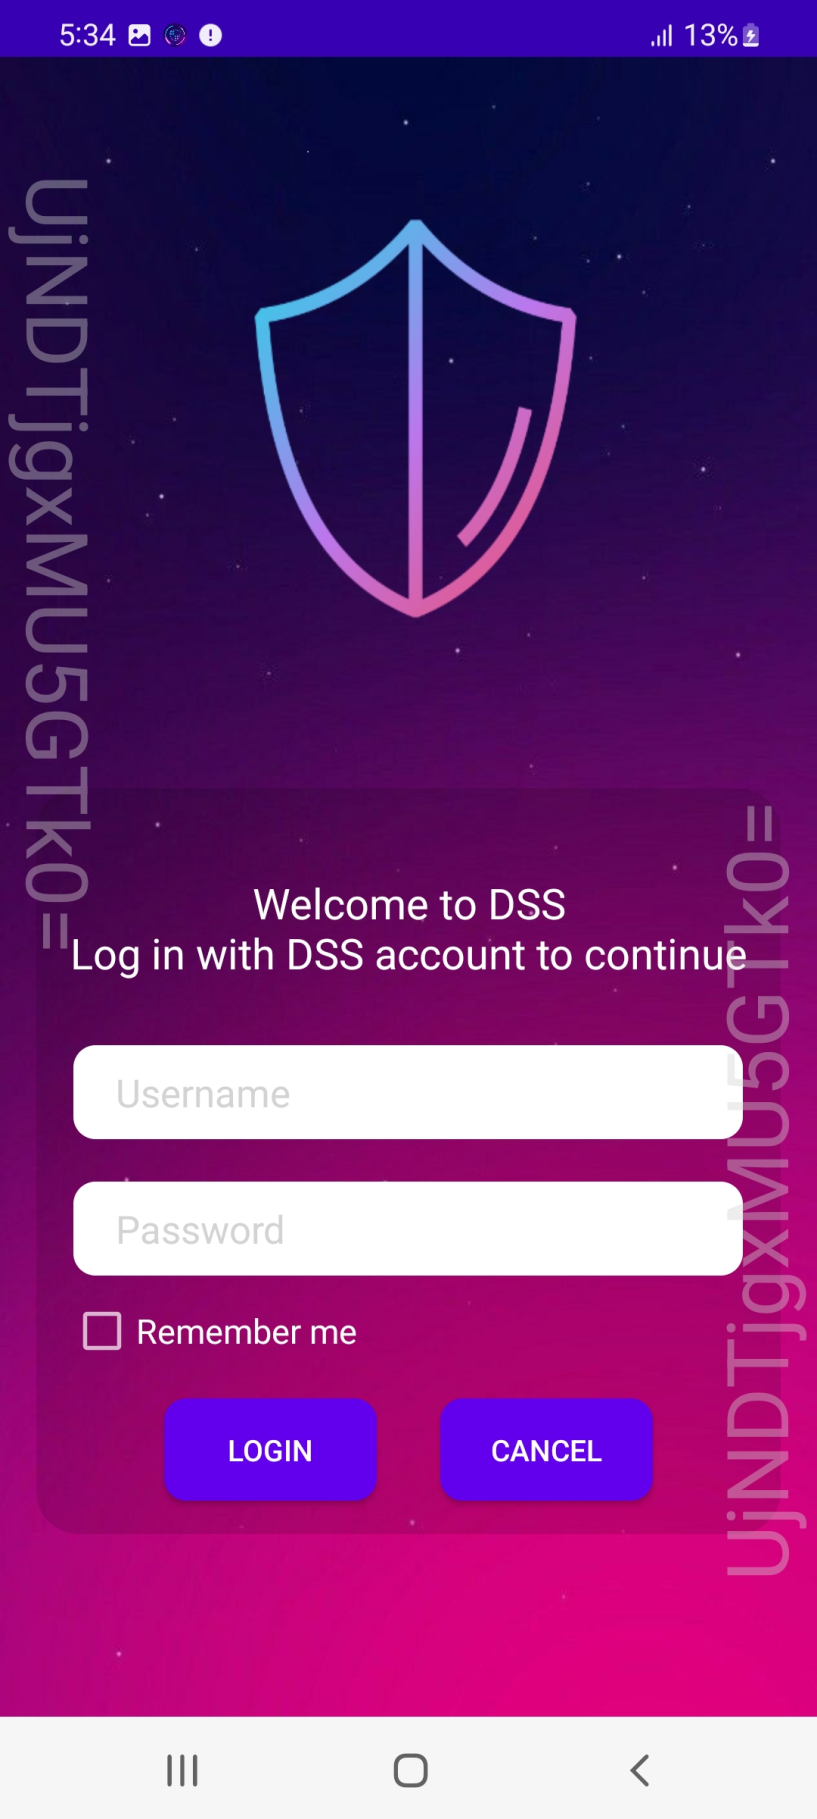 5:34
13%
UjNDTjgxMU5GTk0=
Welcome to DSS
Log in with DSS account to continue
Username
Password
Remember me
LOGIN
CANCEL
UjNDTjgxMU5GTk0=